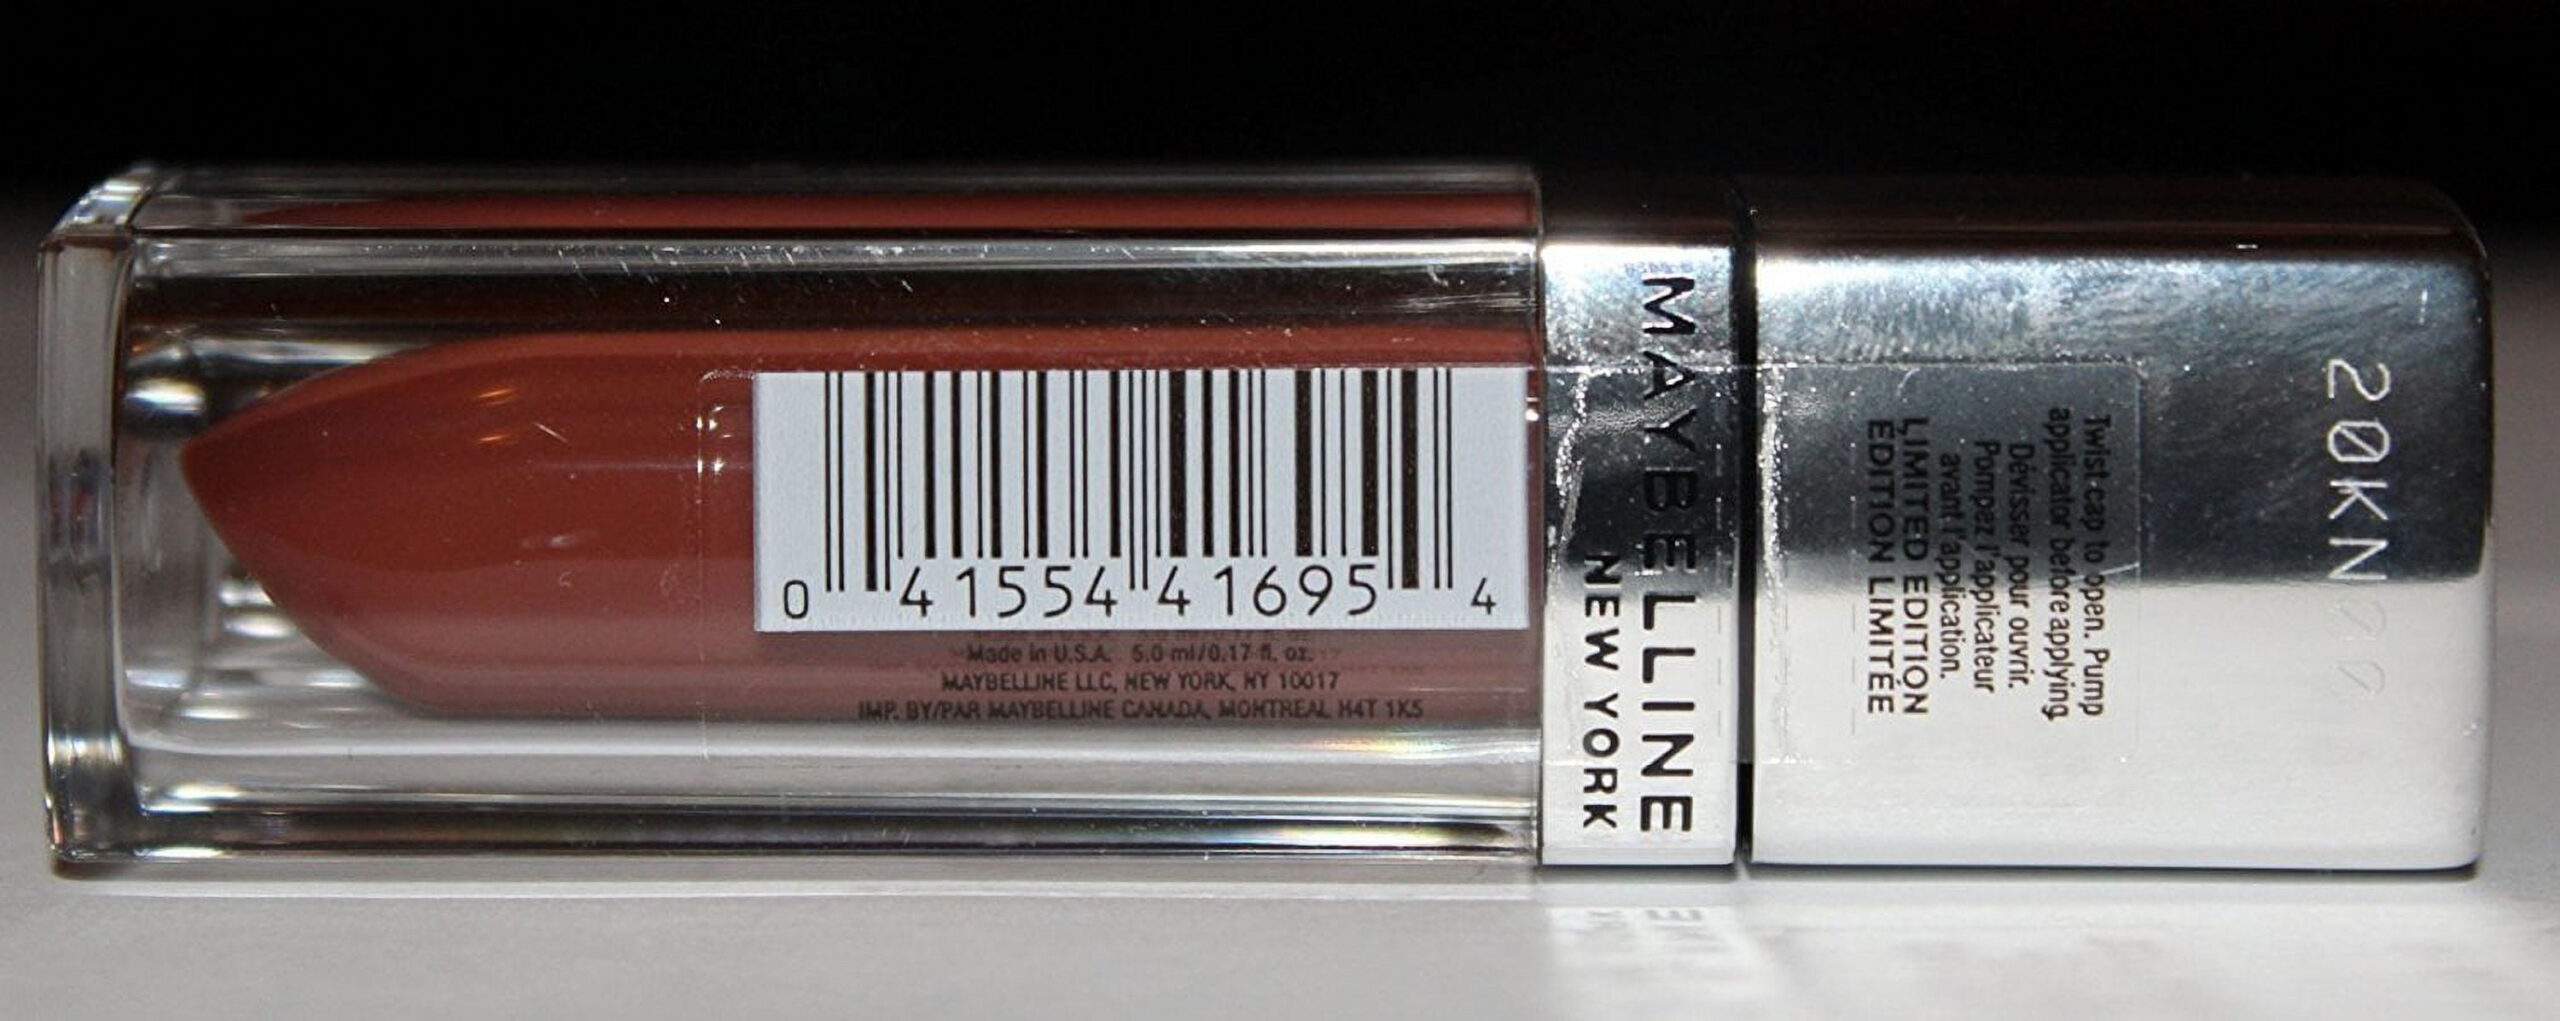 0 41554 41695 4
Made in U.S.A. 5.0 ml/0.17 fl. oz.
MAYBELLINE LLC, NEW YORK, NY 10017
IMP. BY/PAR MAYBELLINE CANADA, MONTREAL H4T 1K5
MAYBELLINE
NEW YORK
Twist cap to open. Pump
applicator before applying.
Dévisser pour ouvrir.
Pompez l'applicateur
avant l'application.
LIMITED EDITION
EDITION LIMITÉE
20KN